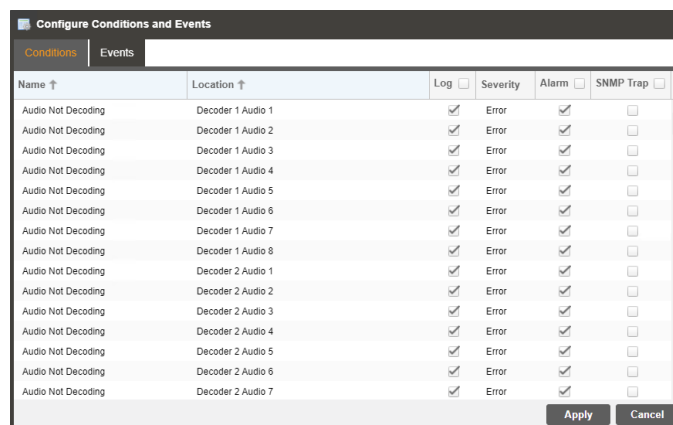 Configure Conditions and Events
Conditions Events
Name ↑ Location ↑ Log Severity Alarm SNMP Trap
Audio Not Decoding Decoder 1 Audio 1 Error
Audio Not Decoding Decoder 1 Audio 2 Error
Audio Not Decoding Decoder 1 Audio 3 Error
Audio Not Decoding Decoder 1 Audio 4 Error
Audio Not Decoding Decoder 1 Audio 5 Error
Audio Not Decoding Decoder 1 Audio 6 Error
Audio Not Decoding Decoder 1 Audio 7 Error
Audio Not Decoding Decoder 1 Audio 8 Error
Audio Not Decoding Decoder 2 Audio 1 Error
Audio Not Decoding Decoder 2 Audio 2 Error
Audio Not Decoding Decoder 2 Audio 3 Error
Audio Not Decoding Decoder 2 Audio 4 Error
Audio Not Decoding Decoder 2 Audio 5 Error
Audio Not Decoding Decoder 2 Audio 6 Error
Audio Not Decoding Decoder 2 Audio 7 Error
Apply Cancel